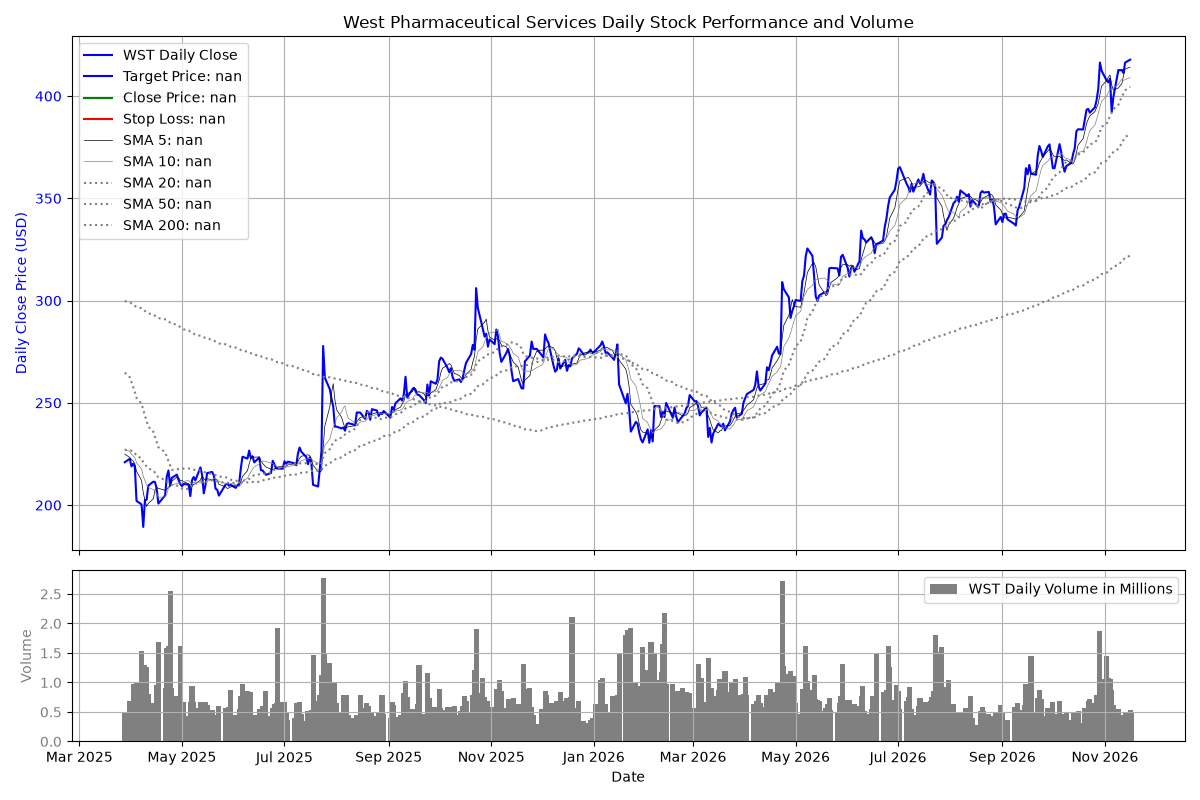 West Pharmaceutical Services Daily Stock Performance and Volume
WST Daily Close
Target Price: nan
Close Price: nan
Stop Loss: nan
SMA 5: nan
SMA 10: nan
SMA 20: nan
SMA 50: nan
SMA 200: nan
Daily Close Price (USD)
400
350
300
250
200
WST Daily Volume in Millions
Volume
2.5
2.0
1.5
1.0
0.5
0.0
Mar 2025 May 2025 Jul 2025 Sep 2025 Nov 2025 Jan 2026 Mar 2026 May 2026 Jul 2026 Sep 2026 Nov 2026
Date